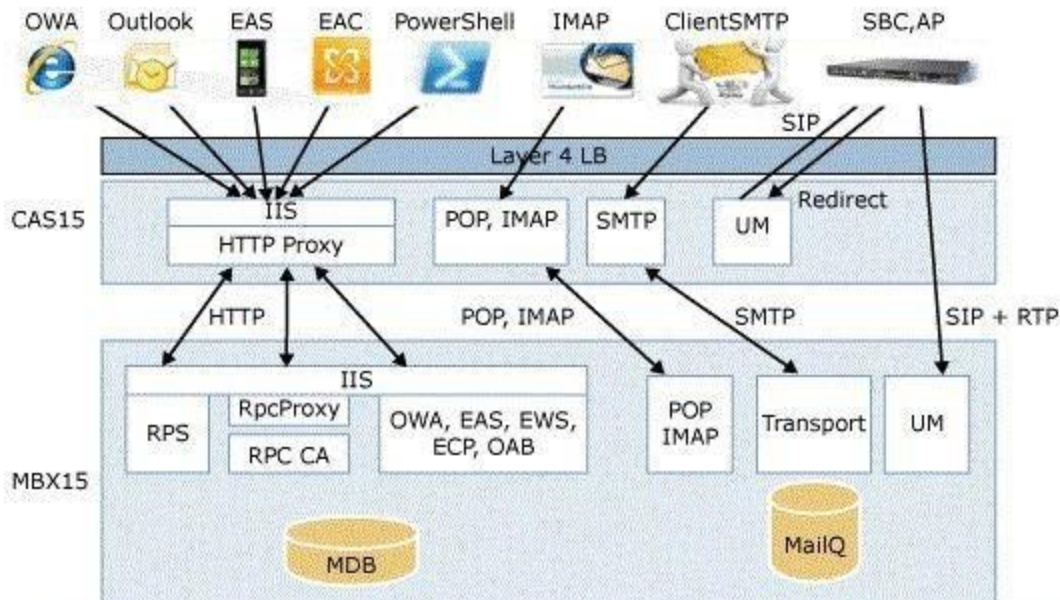 OWA Outlook EAS EAC PowerShell IMAP ClientSMTP SBC,AP
SIP
Layer 4 LB
CAS15
IIS
HTTP Proxy
POP, IMAP
SMTP
UM
Redirect
HTTP
POP, IMAP
SMTP
SIP + RTP
MBX15
IIS
RPS
RpcProxy
RPC CA
OWA, EAS, EWS,
ECP, OAB
POP
IMAP
Transport
UM
MDB
MailQ